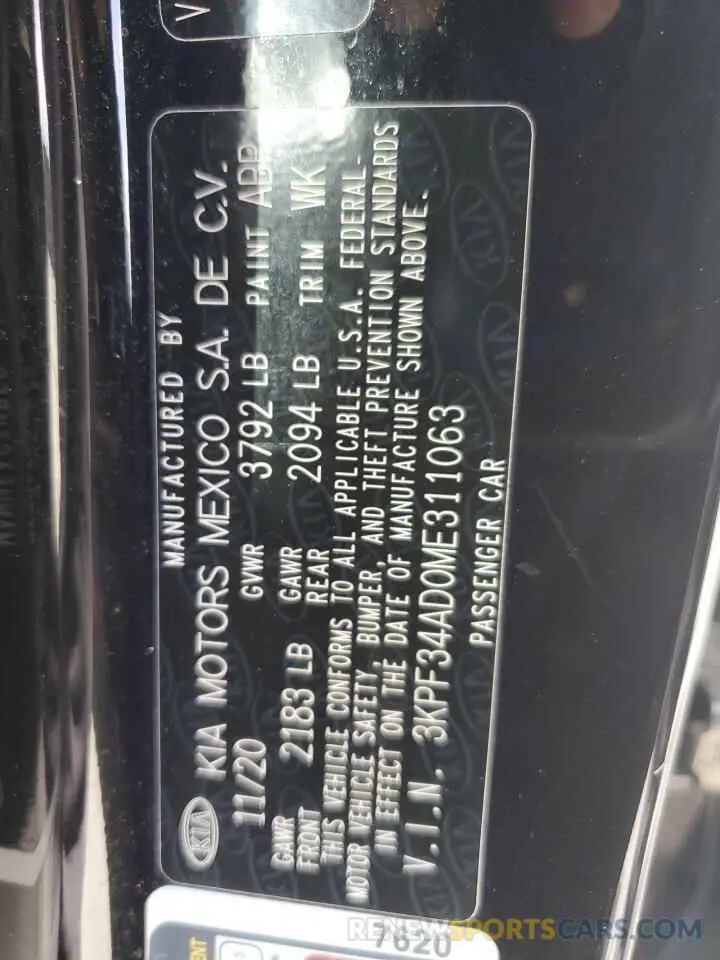 V
MANUFACTURED BY
KIA KIA MOTORS MEXICO S.A. DE C.V.
11/20 GVWR 3792 LB PAINT ABP
GAWR FRONT 2183 LB GAWR REAR 2094 LB TRIM WK
THIS VEHICLE CONFORMS TO ALL APPLICABLE U.S.A. FEDERAL
MOTOR VEHICLE SAFETY, BUMPER, AND THEFT PREVENTION STANDARDS
IN EFFECT ON THE DATE OF MANUFACTURE SHOWN ABOVE.
V.I.N. 3KPF34AD0ME311063
PASSENGER CAR
7620
RENEWSPORTSCARS.COM